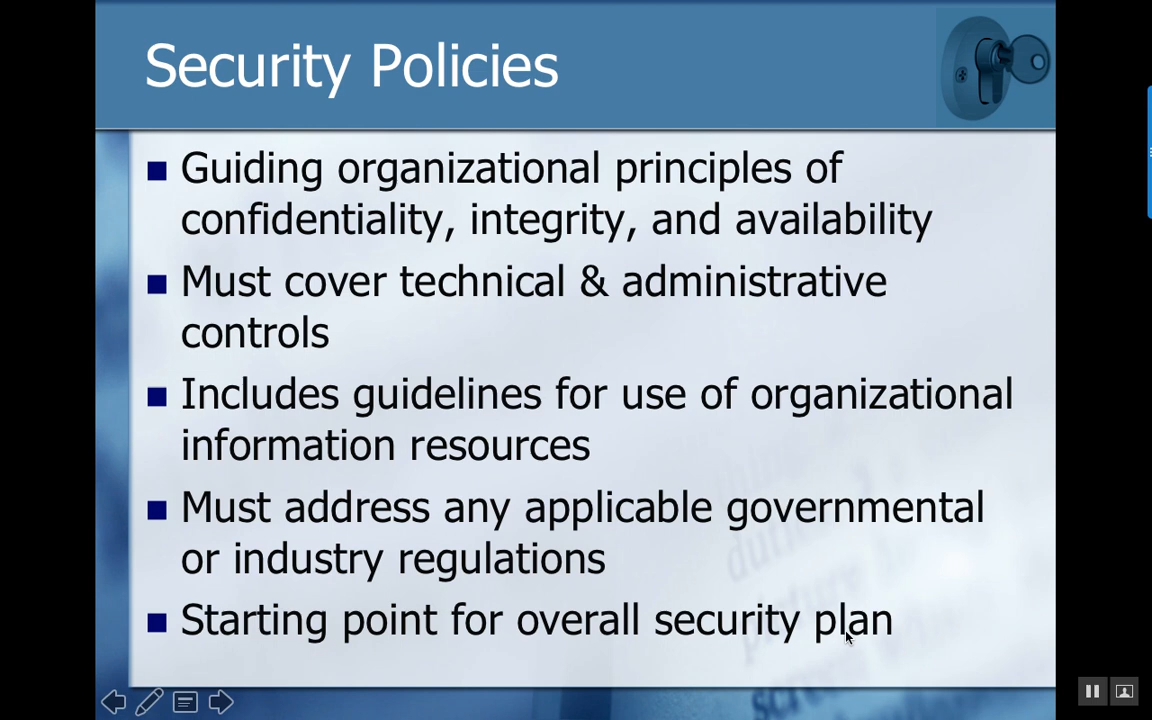 Security Policies
Guiding organizational principles of
confidentiality, integrity, and availability
Must cover technical & administrative
controls
Includes guidelines for use of organizational
information resources
Must address any applicable governmental
or industry regulations
Starting point for overall security plan